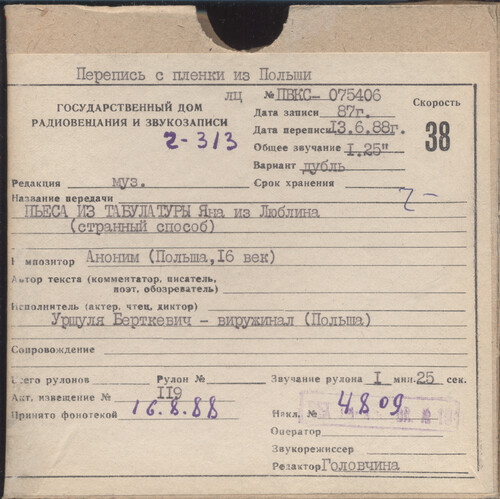 Перепись с пленки из Польши
лц № ПВКС- 075406
ГОСУДАРСТВЕННЫЙ ДОМ
РАДИОВЕЩАНИЯ И ЗВУКОЗАПИСИ
2-313
Дата записи 87г.
Дата переписи 13.6.88г.
Общее звучание I.25"
Вариант дубль
Скорость
38
Редакция муз.
Срок хранения
Название передачи
ПЬЕСА ИЗ ТАБУЛАТУРЫ Яна из Люблина
(странный способ)
Композитор Аноним (Польша,16 век)
Автор текста (комментатор, писатель,
поэт, обозреватель)
Исполнитель (актер, чтец, диктор)
Уршуля Берткевич - виружинал (Польша)
Сопровождение
Всего рулонов Рулон № Звучание рулона I мин. 25 сек.
Акт. извещение № II9
Принято фонотекой 16.8.88
Накл. № 4809
Оператор
Звукорежиссер
Редактор Головчина